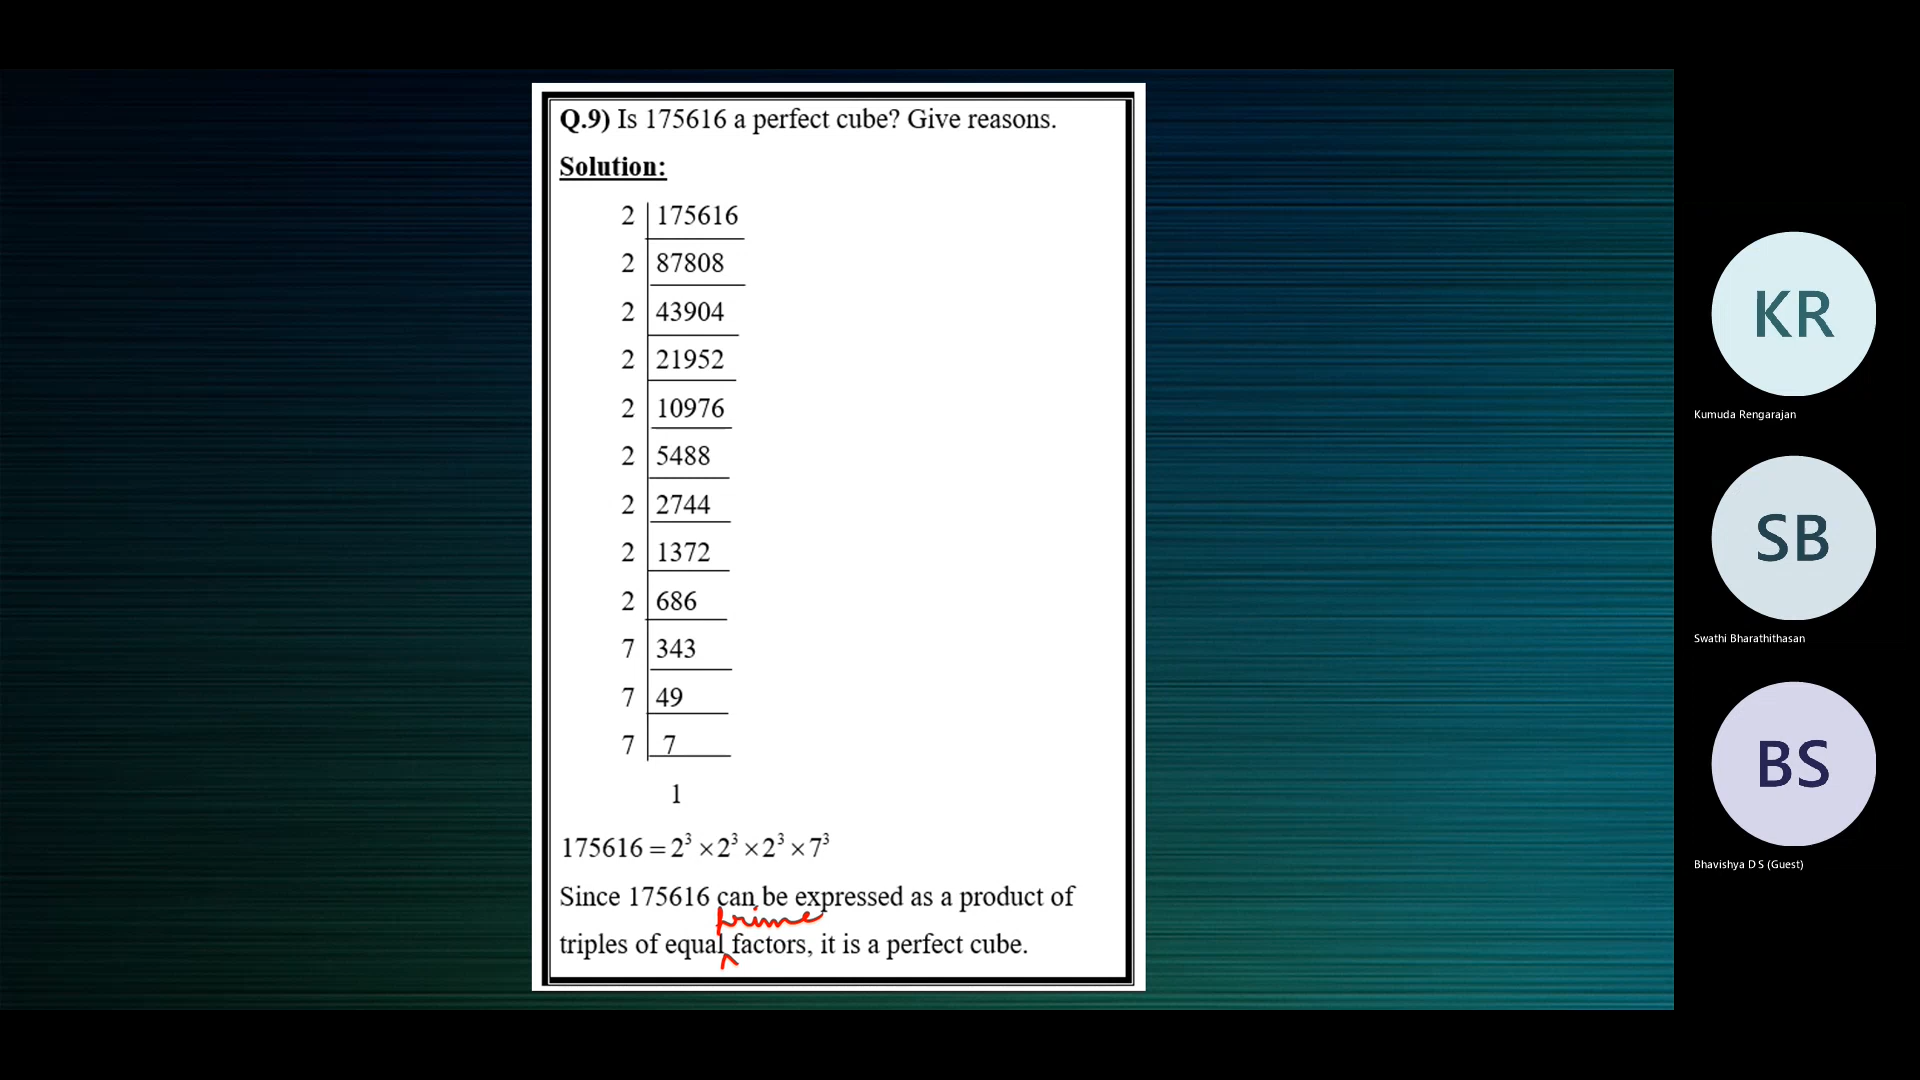 Q.9) Is 175616 a perfect cube? Give reasons.
Solution:
2 175616
2 87808
2 43904
2 21952
2 10976
2 5488
2 2744
2 1372
2 686
7 343
7 49
7 7
1
175616 = 2³ × 2³ × 2³ × 7³
Since 175616 can be expressed as a product of
prime
triples of equal factors, it is a perfect cube.
KR
Kumuda Rengarajan
SB
Swathi Bharathithasan
BS
Bhavishya D S (Guest)